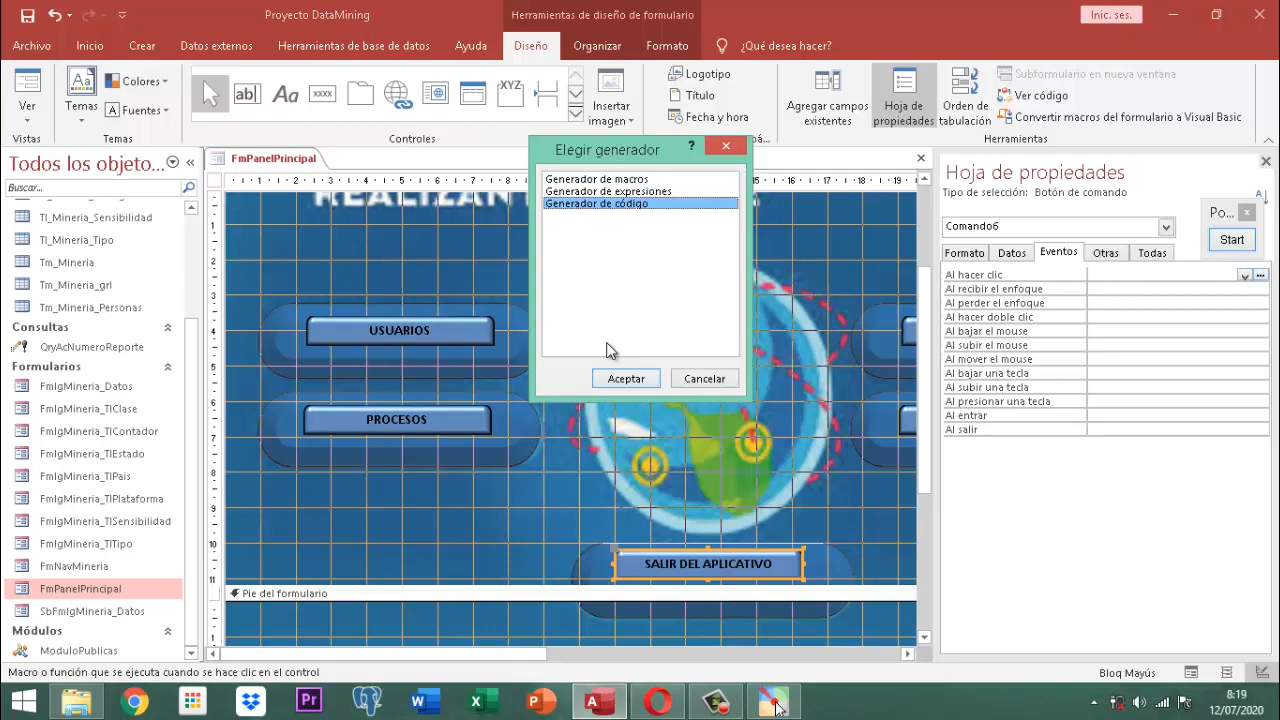 Proyecto DataMining
Herramientas de diseño de formulario
Inic. ses.
Archivo
Inicio
Crear
Datos externos
Herramientas de base de datos
Ayuda
Diseño
Organizar
Formato
¿Qué desea hacer?
Ver
Vistas
Aa
Temas
Colores
Fuentes
Temas
ab|
Aa
xxxx
XYZ
Controles
Insertar
imagen
Logotipo
Título
Fecha y hora
Agregar campos
existentes
Hoja de
propiedades
Orden de
tabulación
Subformulario en nueva ventana
Ver código
Convertir macros del formulario a Visual Basic
Herramientas
Todos los objeto...
Buscar...
Tl_Mineria_Sensibilidad
Tl_Mineria_Tipo
Tm_Mineria
Tm_Mineria_grl
Tm_Mineria_Personas
Consultas
QryAcNumeroReporte
Formularios
FmIgMineria_Datos
FmIgMineria_TlClase
FmIgMineria_TlContador
FmIgMineria_TlEstado
FmIgMineria_TlPais
FmIgMineria_TlPlataforma
FmIgMineria_TlSensibilidad
FmIgMineria_TlTipo
FmNavMineria
FmPanelPrincipal
SbFmIgMineria_Datos
Módulos
ModuloPublicas
FmPanelPrincipal
REALIZAN
USUARIOS
PROCESOS
SALIR DEL APLICATIVO
Pie del formulario
Elegir generador
?
Generador de macros
Generador de expresiones
Generador de código
Aceptar
Cancelar
Hoja de propiedades
Tipo de selección: Botón de comando
Comando6
Po...
Start
Formato
Datos
Eventos
Otras
Todas
Al hacer clic
Al recibir el enfoque
Al perder el enfoque
Al hacer doble clic
Al bajar el mouse
Al subir el mouse
Al mover el mouse
Al bajar una tecla
Al subir una tecla
Al presionar una tecla
Al entrar
Al salir
Macro o función que se ejecuta cuando se hace clic en el control
Bloq Mayús
8:19
12/07/2020